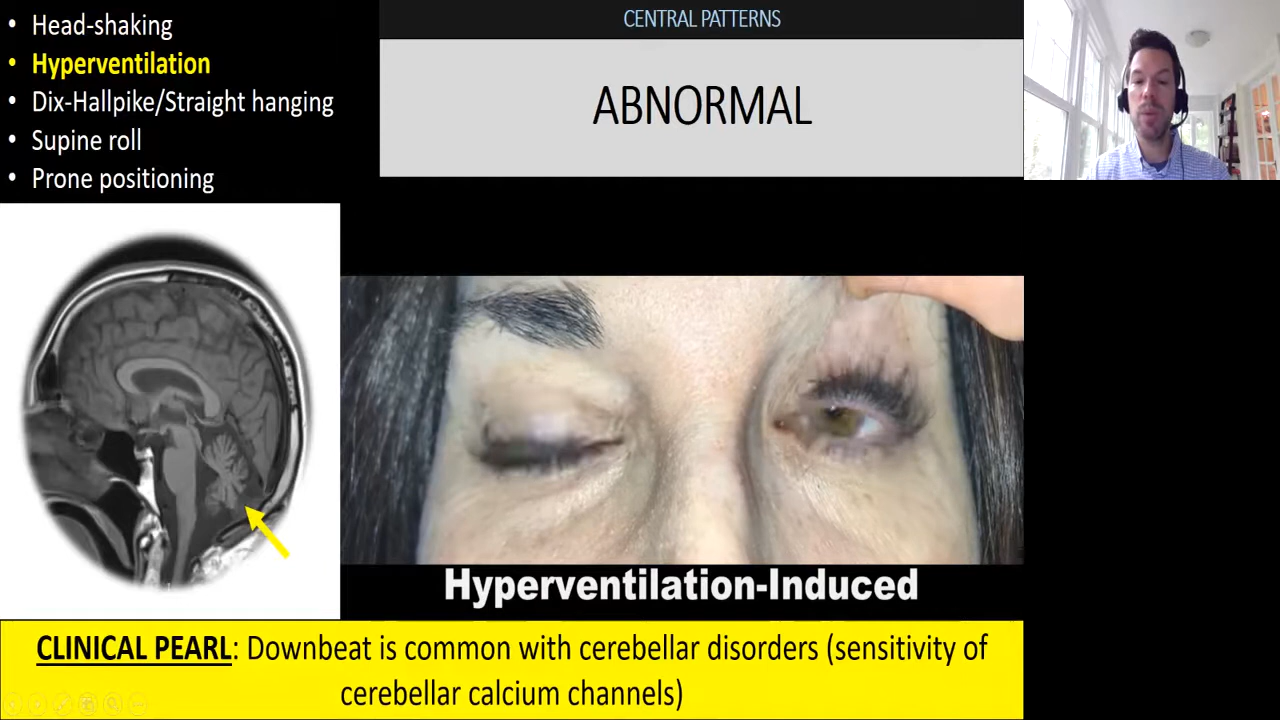 • Head-shaking
• Hyperventilation
• Dix-Hallpike/Straight hanging
• Supine roll
• Prone positioning
CENTRAL PATTERNS
ABNORMAL
Hyperventilation-Induced
CLINICAL PEARL: Downbeat is common with cerebellar disorders (sensitivity of
cerebellar calcium channels)